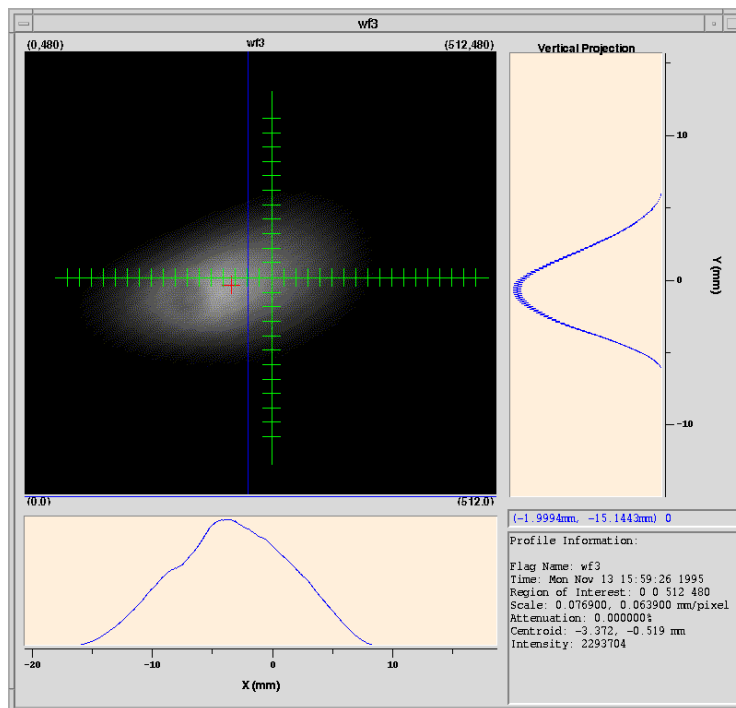 wf3
(0,480)
wf3
(512,480)
Vertical Projection
10
0
-10
Y (mm)
(0.0)
(512.0)
(-1.9994mm, -15.1443mm) 0
Profile Information:
Flag Name: wf3
Time: Mon Nov 13 15:59:26 1995
Region of Interest: 0 0 512 480
Scale: 0.076900, 0.063900 mm/pixel
Attenuation: 0.000000%
Centroid: -3.372, -0.519 mm
Intensity: 2293704
-20
-10
0
10
X (mm)